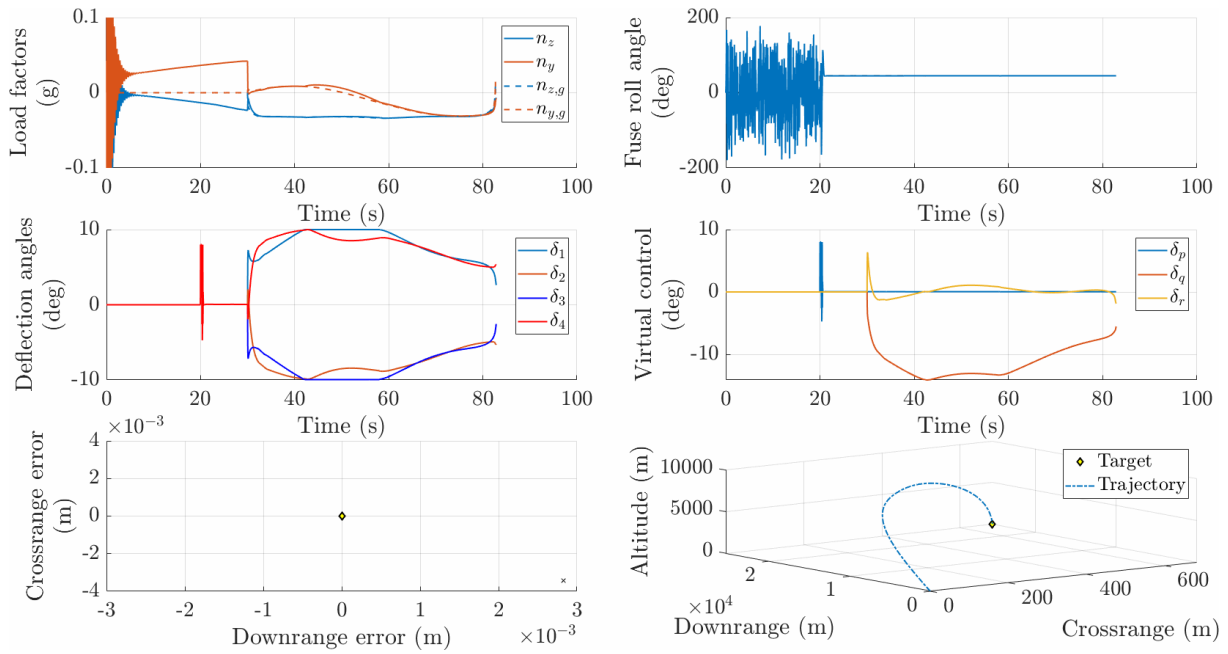 0.1
0
-0.1
Load factors
(g)
n_z
n_y
n_{z,g}
n_{y,g}
0 20 40 60 80 100
Time (s)
200
0
-200
Fuse roll angle
(deg)
0 20 40 60 80 100
Time (s)
10
0
-10
Deflection angles
(deg)
δ_1
δ_2
δ_3
δ_4
0 20 40 60 80 100
Time (s)
10
0
-10
Virtual control
(deg)
δ_p
δ_q
δ_r
0 20 40 60 80 100
Time (s)
×10^{-3}
4
2
0
-2
-4
Crossrange error
(m)
-3 -2 -1 0 1 2 3
Downrange error (m)
×10^{-3}
10000
5000
0
Altitude (m)
Target
Trajectory
2 1 0
×10^4
Downrange (m)
0 200 400 600
Crossrange (m)